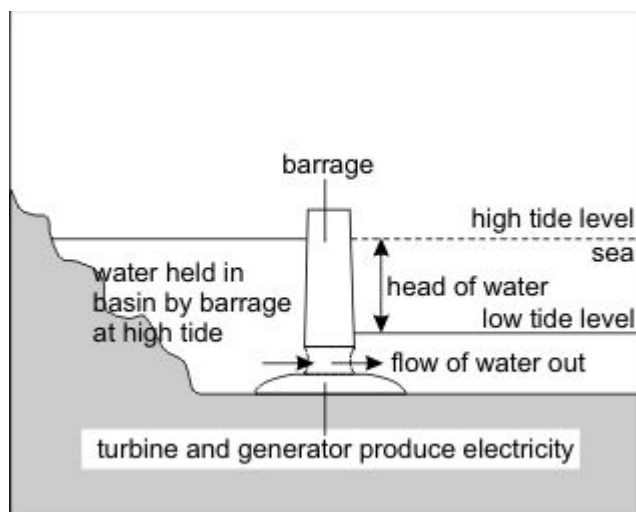 barrage
high tide level
sea
water held in
basin by barrage
at high tide
head of water
low tide level
flow of water out
turbine and generator produce electricity